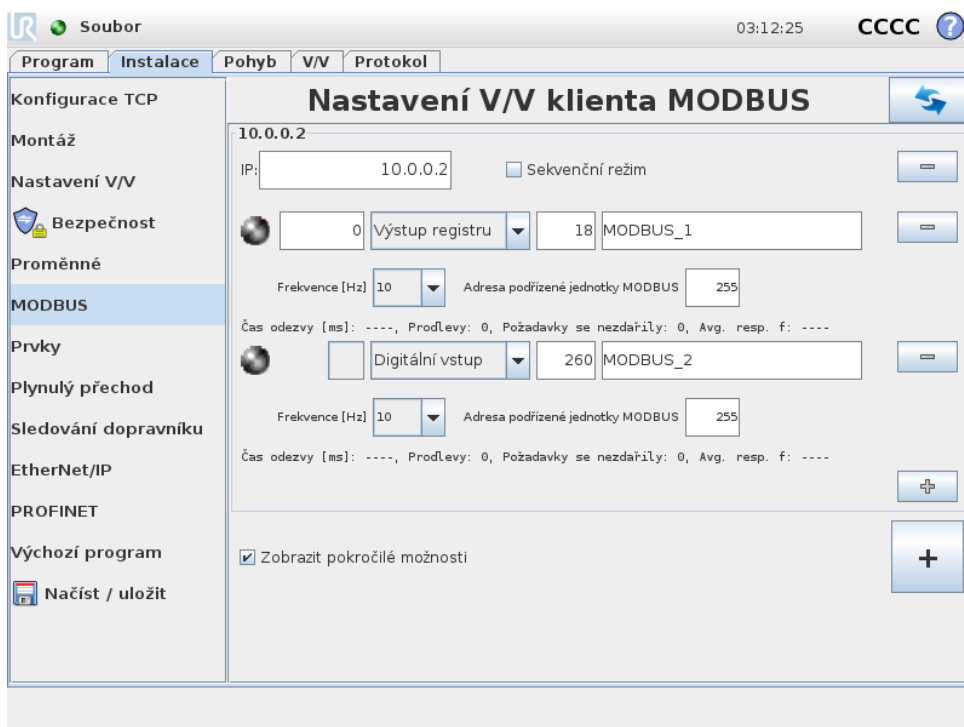 UR Soubor 03:12:25 CCCC ?
Program Instalace Pohyb V/V Protokol
Konfigurace TCP
Montáž
Nastavení V/V
Bezpečnost
Proměnné
MODBUS
Prvky
Plynulý přechod
Sledování dopravníku
EtherNet/IP
PROFINET
Výchozí program
Načíst / uložit
Nastavení V/V klienta MODBUS
10.0.0.2
IP: 10.0.0.2 Sekvenční režim
0 Výstup registru 18 MODBUS_1
Frekvence [Hz] 10 Adresa podřízené jednotky MODBUS 255
Čas odezvy [ms]: ----, Prodlevy: 0, Požadavky se nezdařily: 0, Avg. resp. f: ----
Digitální vstup 260 MODBUS_2
Frekvence [Hz] 10 Adresa podřízené jednotky MODBUS 255
Čas odezvy [ms]: ----, Prodlevy: 0, Požadavky se nezdařily: 0, Avg. resp. f: ----
Zobrazit pokročilé možnosti